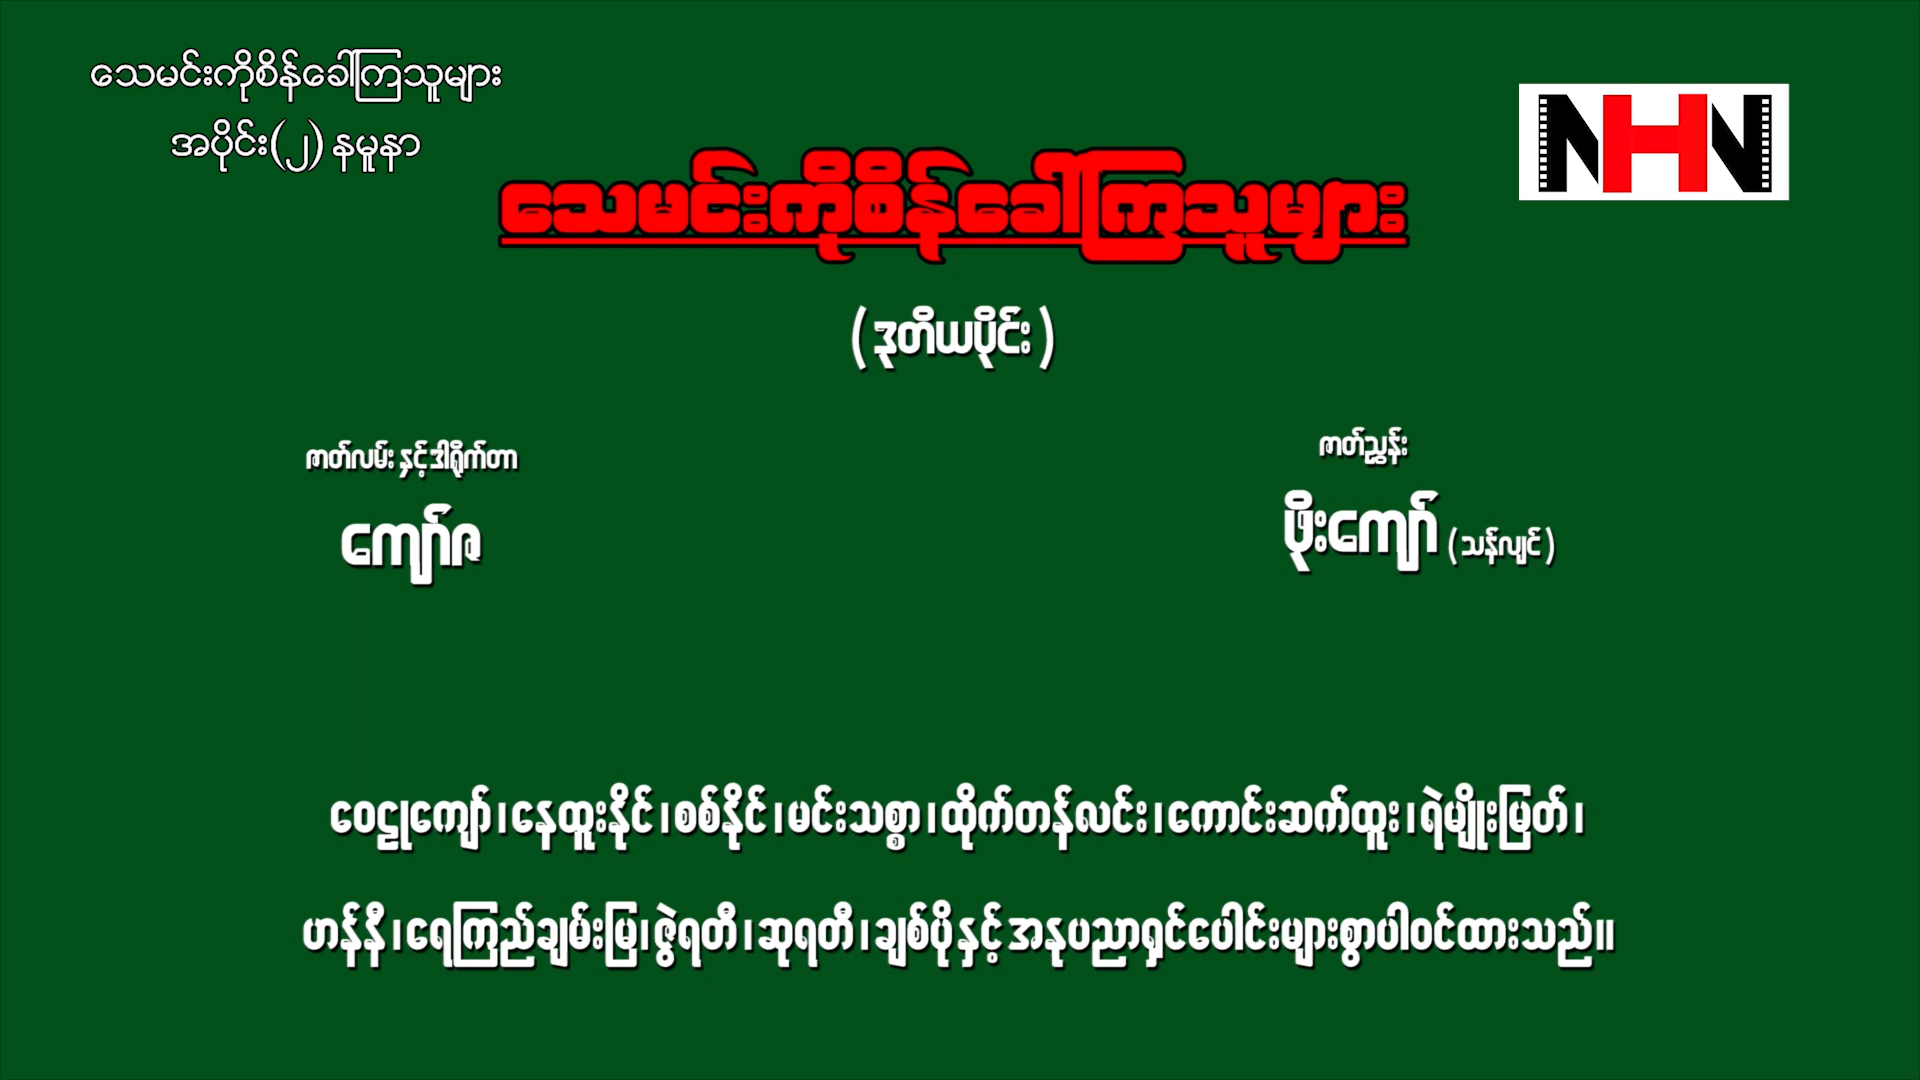 သေမင်းကိုစိန်ခေါ်ကြသူများ
အပိုင်း(၂) နမူနာ
NHN
သေမင်းကိုစိန်ခေါ်ကြသူများ
( ဒုတိယပိုင်း )
ဇာတ်လမ်း နှင့် ဒါရိုက်တာ
ကျော်ဇ
ဇာတ်ညွှန်း
ဖိုးကျော် ( သန်လျင် )
ဝေဠုကျော် ၊ နေထူးနိုင် ၊ စစ်နိုင် ၊ မင်းသစ္စာ ၊ ထိုက်တန်လင်း ၊ ကောင်းဆက်ထူး ၊ ရဲမျိုးမြတ် ၊
ဟန်နီ ၊ ရေကြည်ချမ်းမြ ၊ ဇွဲရတီ ၊ ဆုရတီ ၊ ချစ်ပို နှင့် အနုပညာရှင်ပေါင်းများစွာပါဝင်ထားသည်။